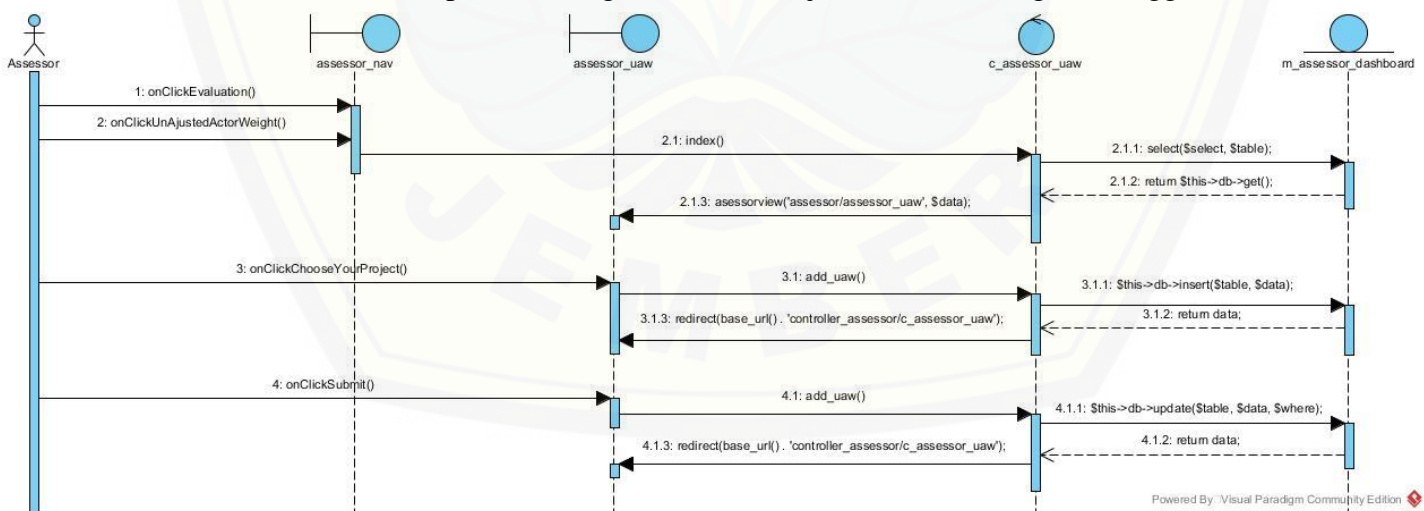 Assessor
assessor_nav
assessor_uaw
c_assessor_uaw
m_assessor_dashboard
1: onClickEvaluation()
2: onClickUnAjustedActorWeight()
2.1: index()
2.1.1: select($select, $table);
2.1.2: return $this->db->get();
2.1.3: asessorview('assessor/assessor_uaw', $data);
3: onClickChooseYourProject()
3.1: add_uaw()
3.1.1: $this->db->insert($table, $data);
3.1.2: return data;
3.1.3: redirect(base_url() . 'controller_assessor/c_assessor_uaw');
4: onClickSubmit()
4.1: add_uaw()
4.1.1: $this->db->update($table, $data, $where);
4.1.2: return data;
4.1.3: redirect(base_url() . 'controller_assessor/c_assessor_uaw');
JEMBER
Powered By Visual Paradigm Community Edition